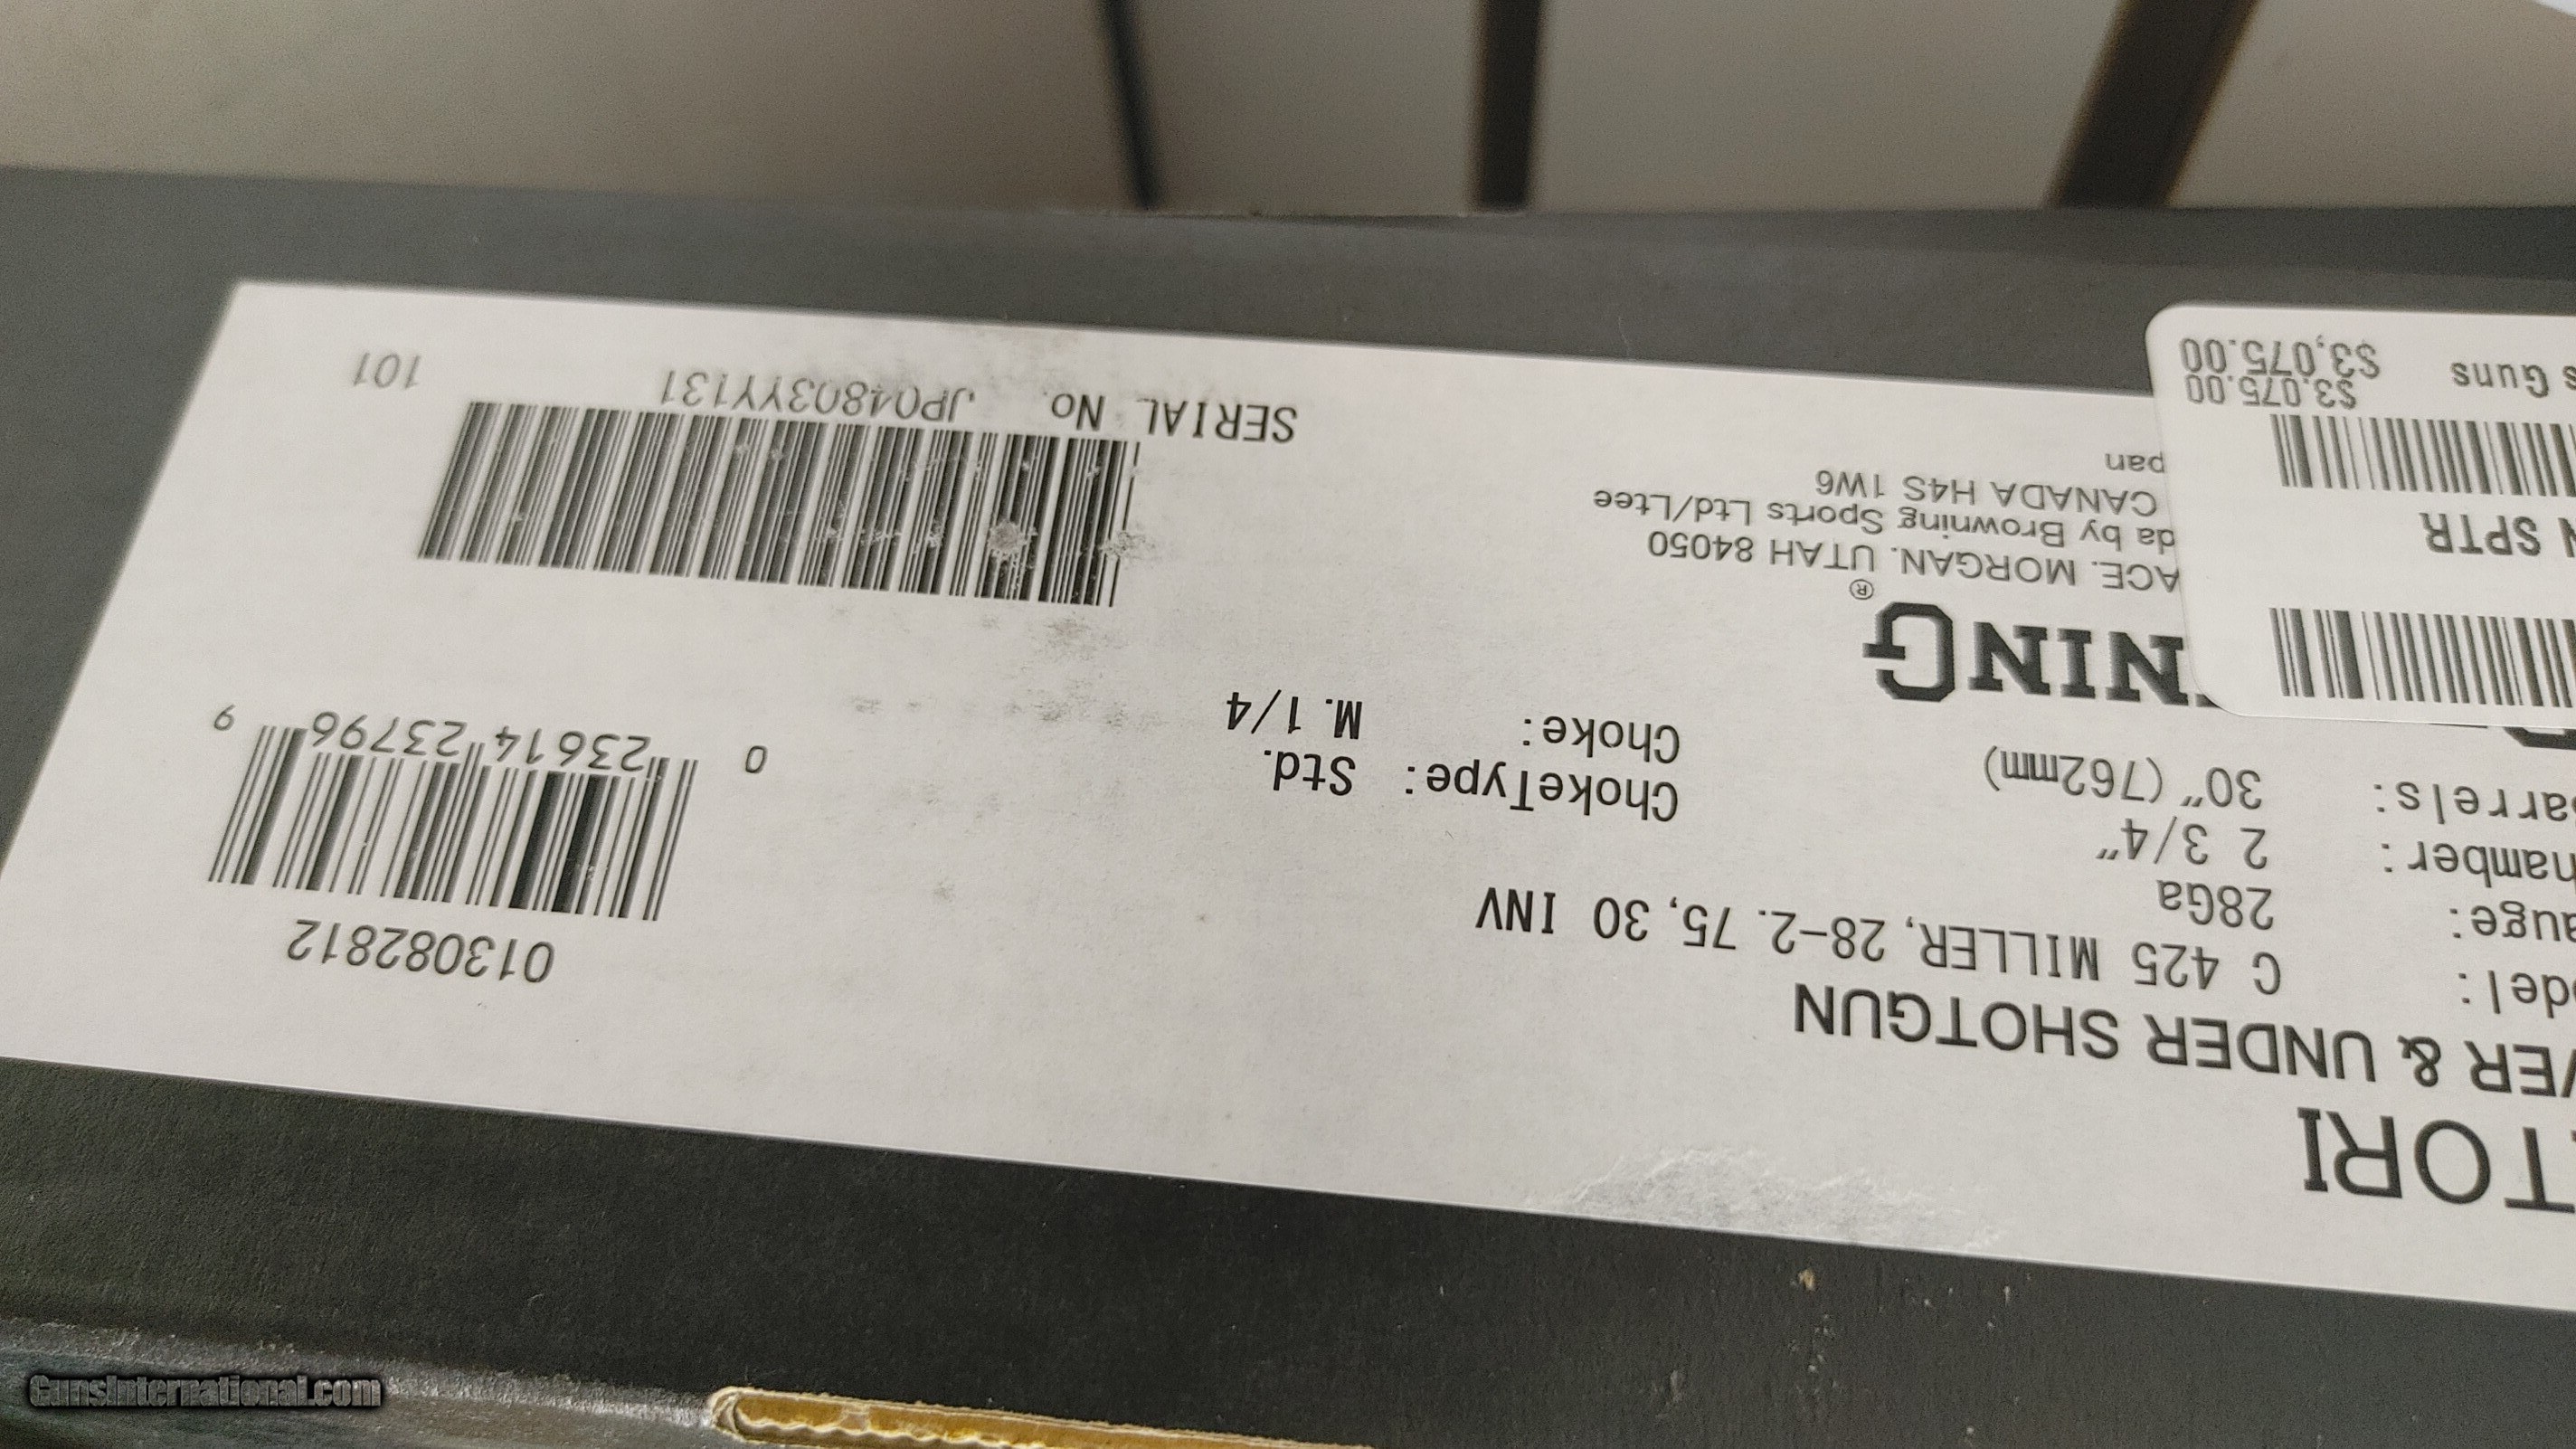 TORI
VER & UNDER SHOTGUN
odel: C 425 MILLER, 28-2.75, 30 INV
auge: 28Ga
hamber: 2 3/4"
arrels: 30" (762mm)
ChokeType: Std.
Choke: M.1/4
013082812
0 23614 23796 9
NING®
ACE. MORGAN. UTAH 84050
da by Browning Sports Ltd/Ltee
CANADA H4S 1W6
pan
SERIAL No. JP04803YY131
101
N SPTR
$3,075.00
s Guns $3,075.00
GunsInternational.com